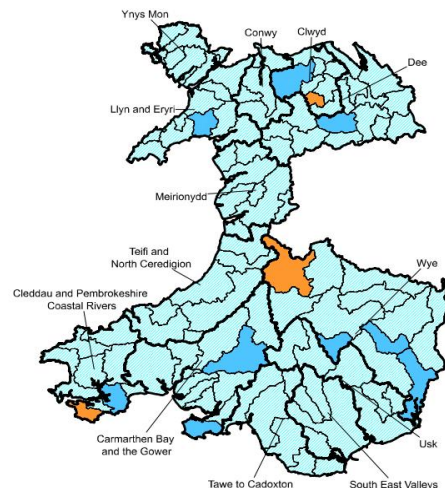 Ynys Mon
Conwy
Clwyd
Dee
Llyn and Eryri
Meirionydd
Teifi and
North Ceredigion
Wye
Cleddau and Pembrokeshire
Coastal Rivers
Usk
Carmarthen Bay
and the Gower
Tawe to Cadoxton
South East Valleys